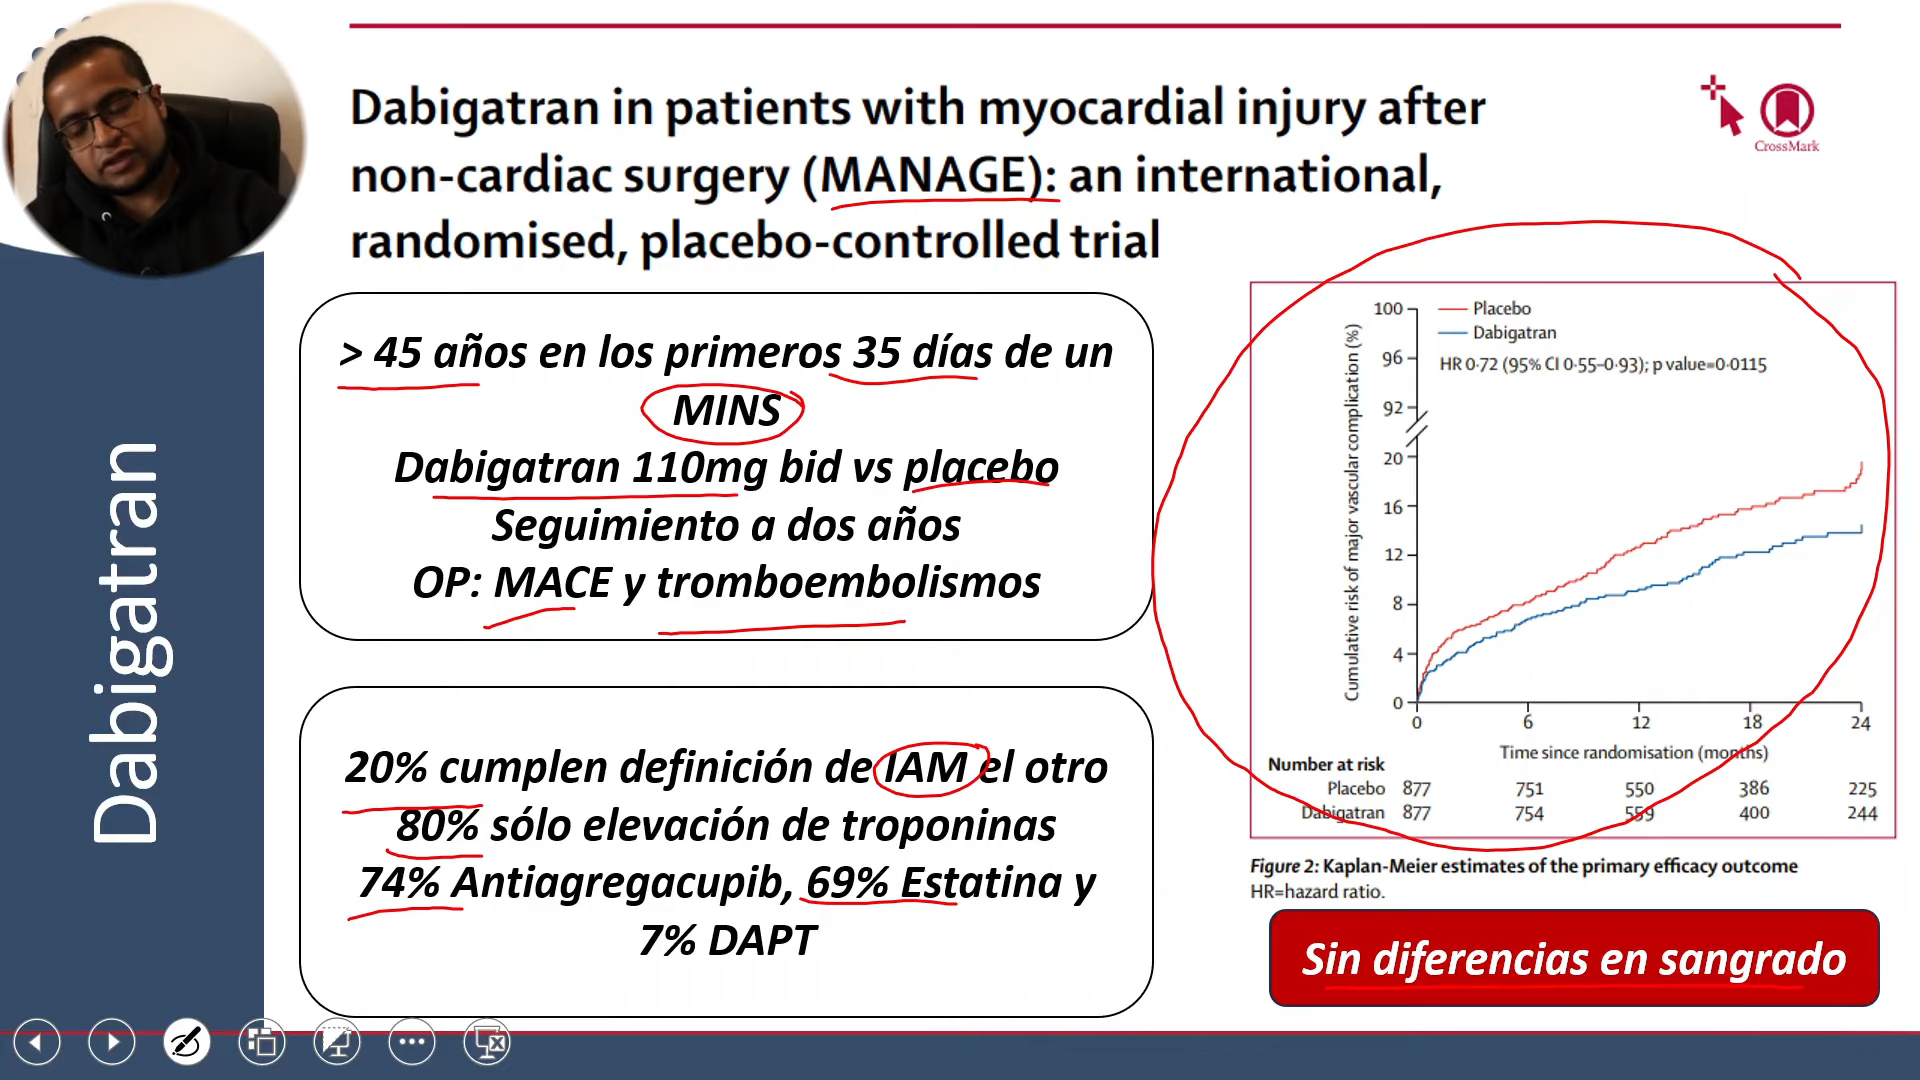 Dabigatran
Dabigatran in patients with myocardial injury after
non-cardiac surgery (MANAGE): an international,
randomised, placebo-controlled trial
CrossMark
> 45 años en los primeros 35 días de un
MINS
Dabigatran 110mg bid vs placebo
Seguimiento a dos años
OP: MACE y tromboembolismos
20% cumplen definición de IAM el otro
80% sólo elevación de troponinas
74% Antiagregacupib, 69% Estatina y
7% DAPT
Cumulative risk of major vascular complication (%)
Placebo
Dabigatran
HR 0·72 (95% CI 0·55–0·93); p value=0·0115
100
96
92
20
16
12
8
4
0
0 6 12 18 24
Time since randomisation (months)
Number at risk
Placebo 877 751 550 386 225
Dabigatran 877 754 559 400 244
Figure 2: Kaplan-Meier estimates of the primary efficacy outcome
HR=hazard ratio.
Sin diferencias en sangrado